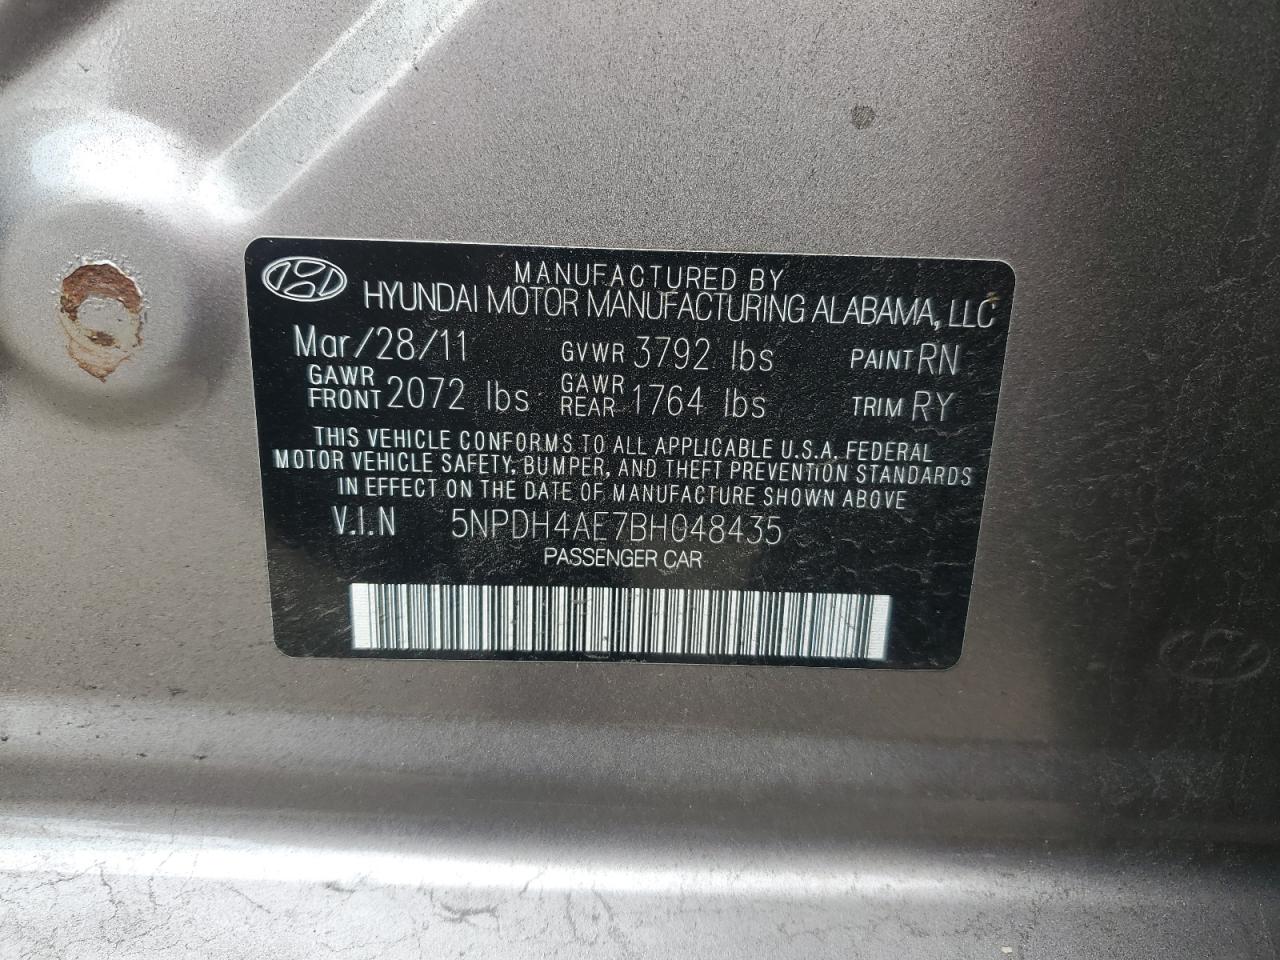 MANUFACTURED BY
HYUNDAI MOTOR MANUFACTURING ALABAMA, LLC
Mar/28/11 GVWR 3792 lbs PAINT RN
GAWR FRONT 2072 lbs GAWR REAR 1764 lbs TRIM RY
THIS VEHICLE CONFORMS TO ALL APPLICABLE U.S.A. FEDERAL
MOTOR VEHICLE SAFETY, BUMPER, AND THEFT PREVENTION STANDARDS
IN EFFECT ON THE DATE OF MANUFACTURE SHOWN ABOVE
V.I.N 5NPDH4AE7BH048435
PASSENGER CAR